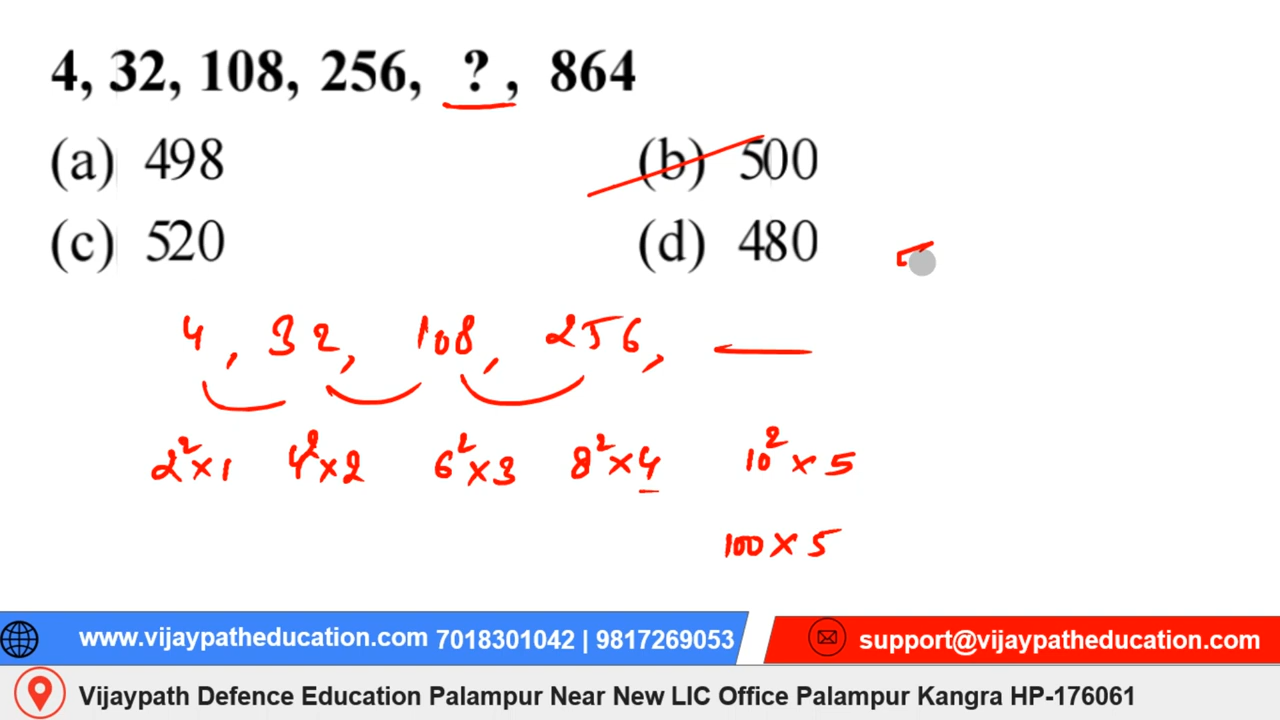 4, 32, 108, 256, ? , 864
(a) 498 (b) 500
(c) 520 (d) 480
4, 32, 108, 256,
2²×1 4²×2 6²×3 8²×4 10²×5
100×5
www.vijaypatheducation.com 7018301042 | 9817269053 support@vijaypatheducation.com
Vijaypath Defence Education Palampur Near New LIC Office Palampur Kangra HP-176061